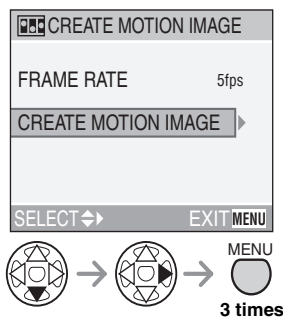 CREATE MOTION IMAGE
FRAME RATE 5fps
CREATE MOTION IMAGE
SELECT EXIT MENU
MENU
3 times